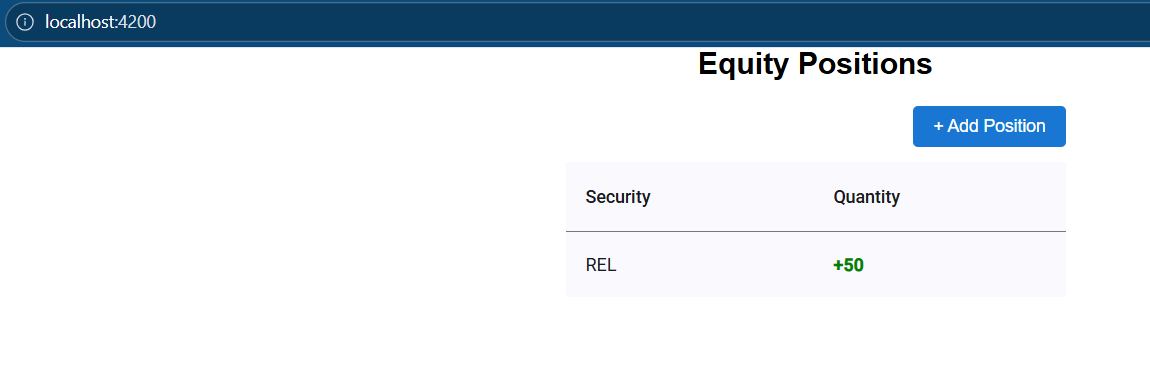 localhost:4200
Equity Positions
+ Add Position
Security Quantity
REL +50